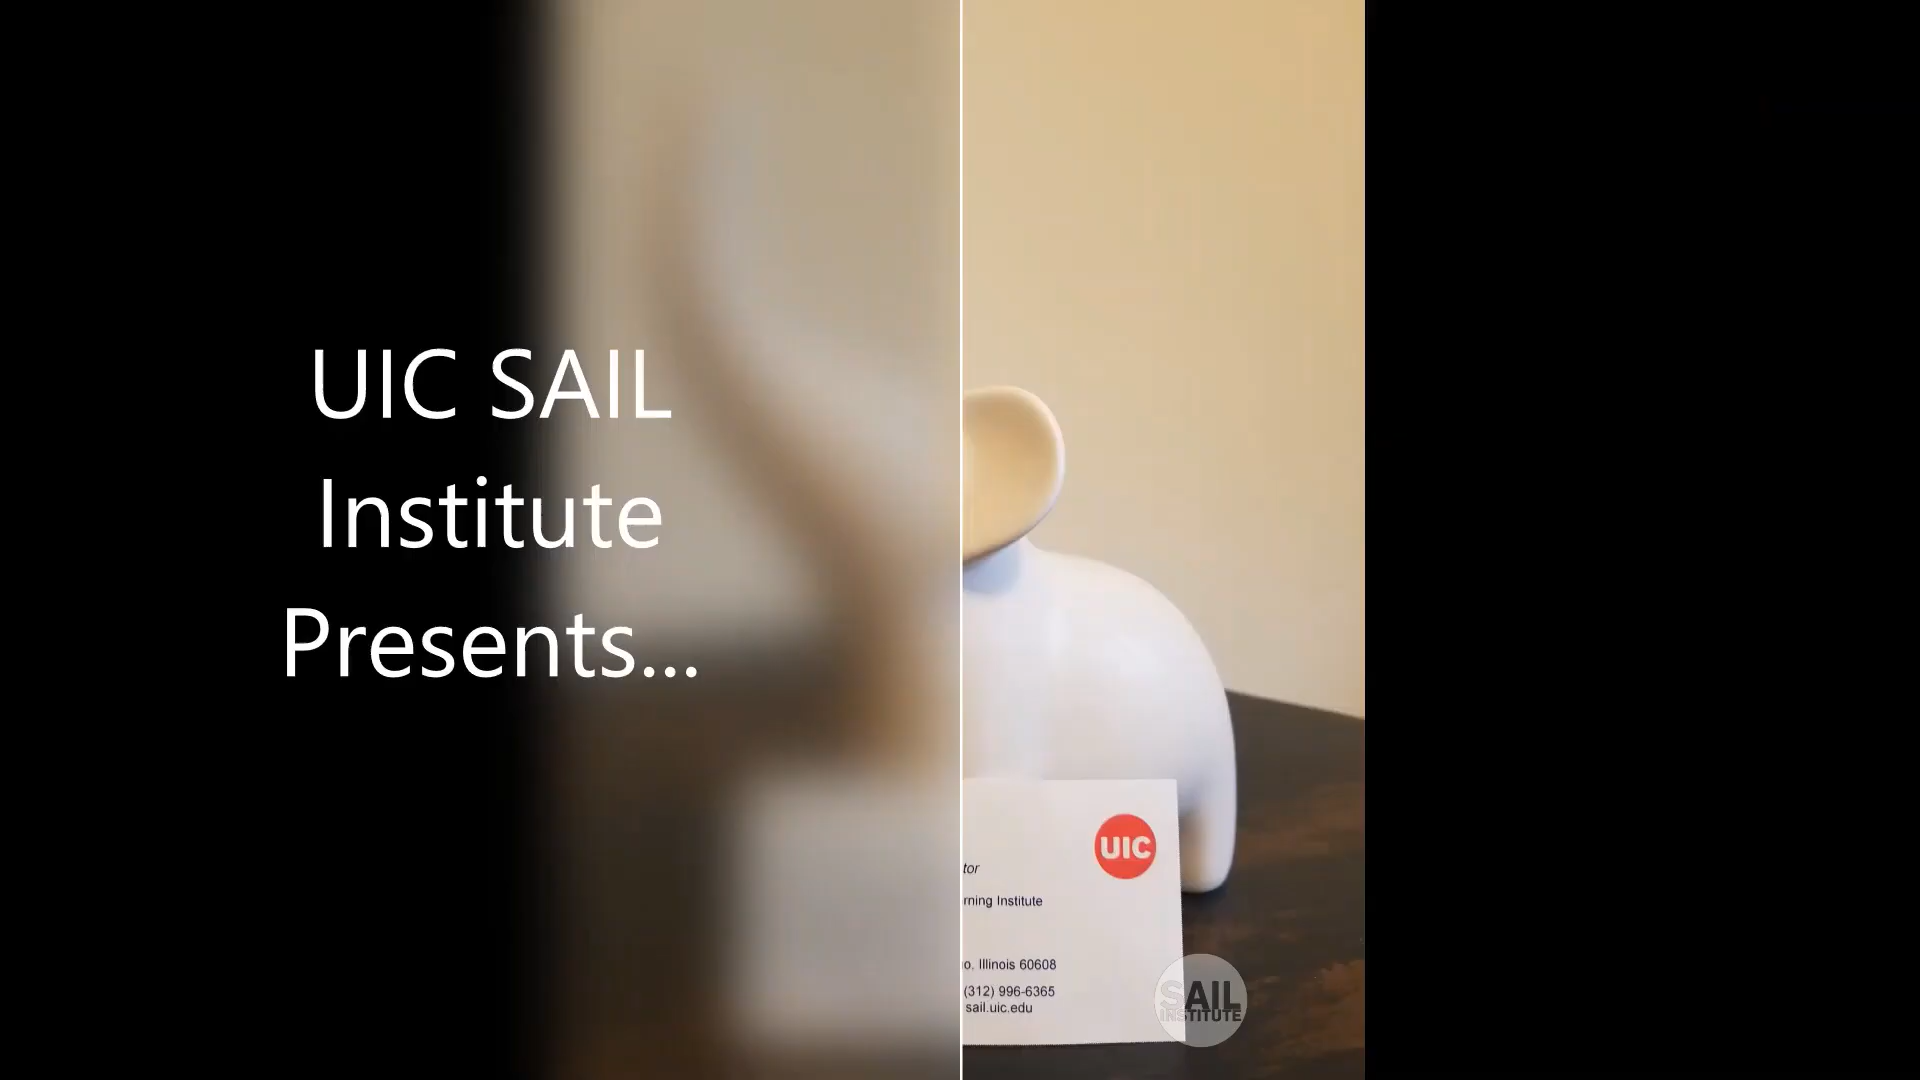 UIC SAIL
Institute
Presents...
UIC
tor
rning Institute
o. Illinois 60608
(312) 996-6365
sail.uic.edu
SAIL
INSTITUTE